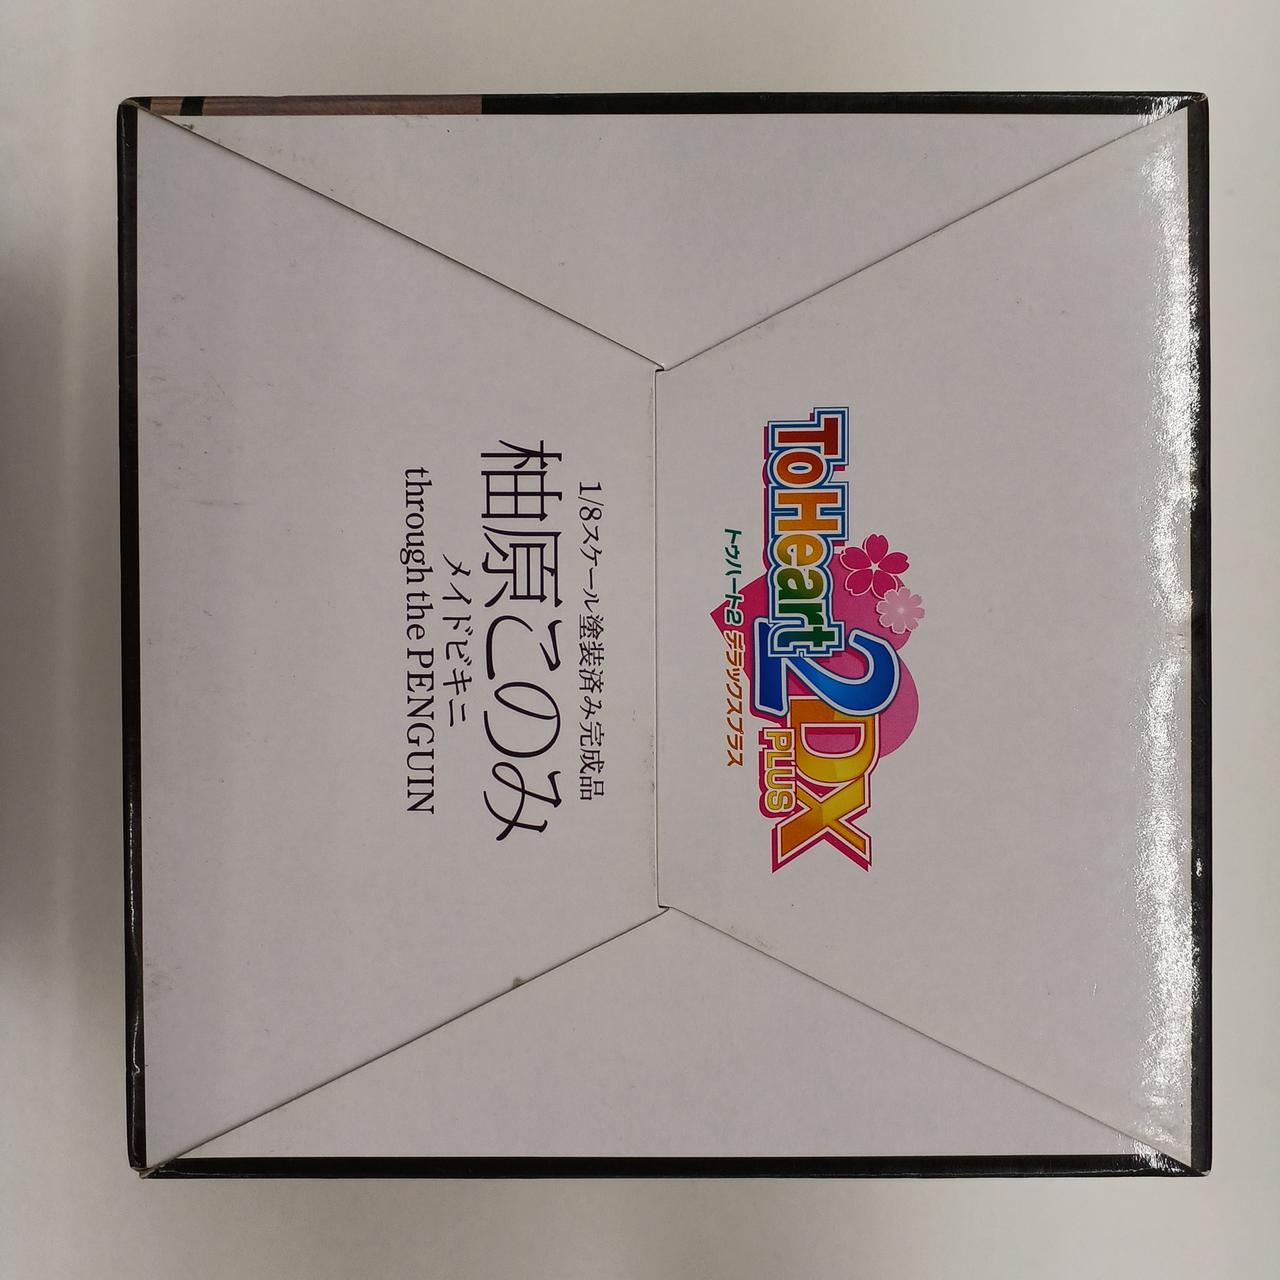 ToHeart2 DX PLUS
トゥハート2 デラックスプラス
1/8スケール塗装済み完成品
柚原このみ
メイドビキニ
through the PENGUIN